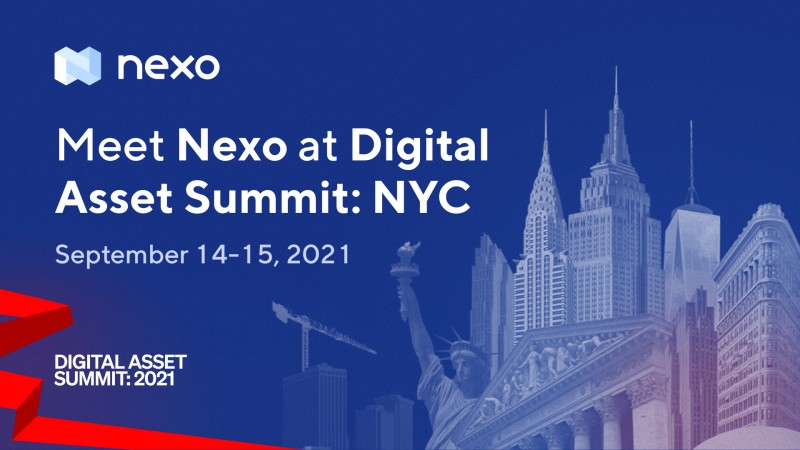 nexo
Meet Nexo at Digital
Asset Summit: NYC
September 14-15, 2021
DIGITAL ASSET
SUMMIT: 2021